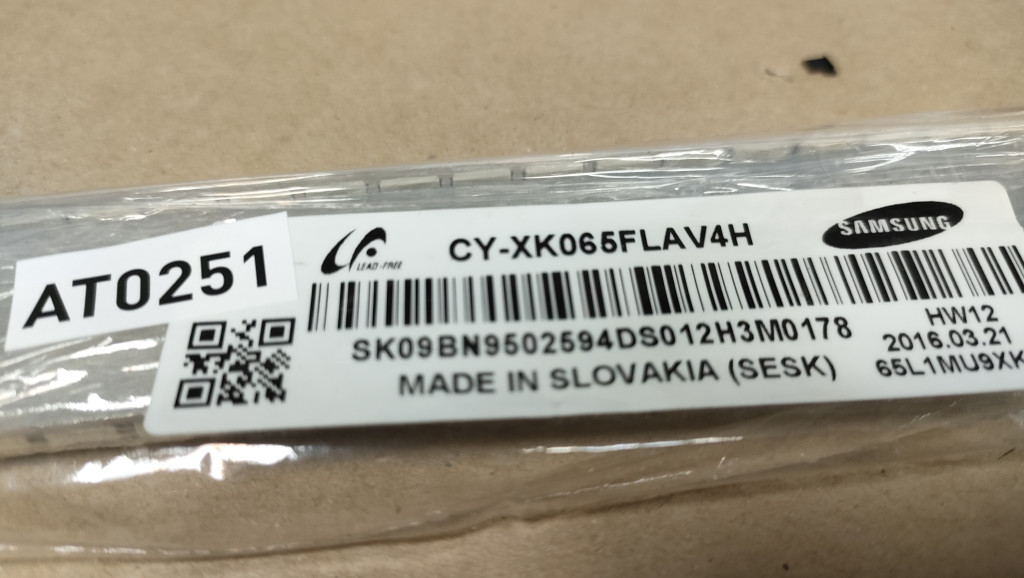 AT0251
LEAD-FREE
CY-XK065FLAV4H
SAMSUNG
SK09BN9502594DS012H3M0178
MADE IN SLOVAKIA (SESK)
HW12
2016.03.21
65L1MU9XK